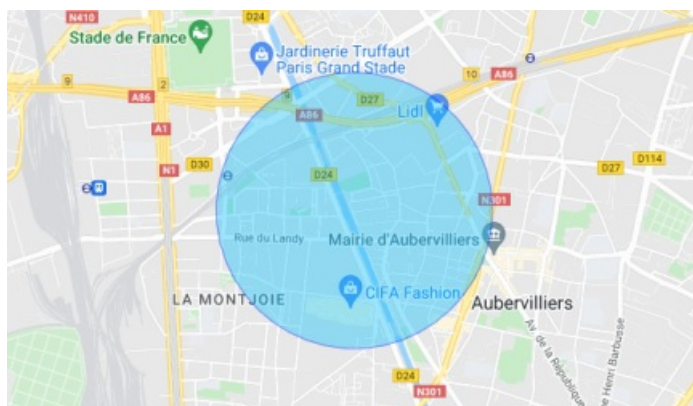 N410
D24
Stade de France
Jardinerie Truffaut
Paris Grand Stade
9
2
10
A86
A86
9
D27
Lidl
A86
A1
D24
D30
N1
D27
D114
N301
Rue du Landy
Mairie d'Aubervilliers
CIFA Fashion
LA MONTJOIE
Aubervilliers
Av. de la République
e Henri Barbusse
D24
N301